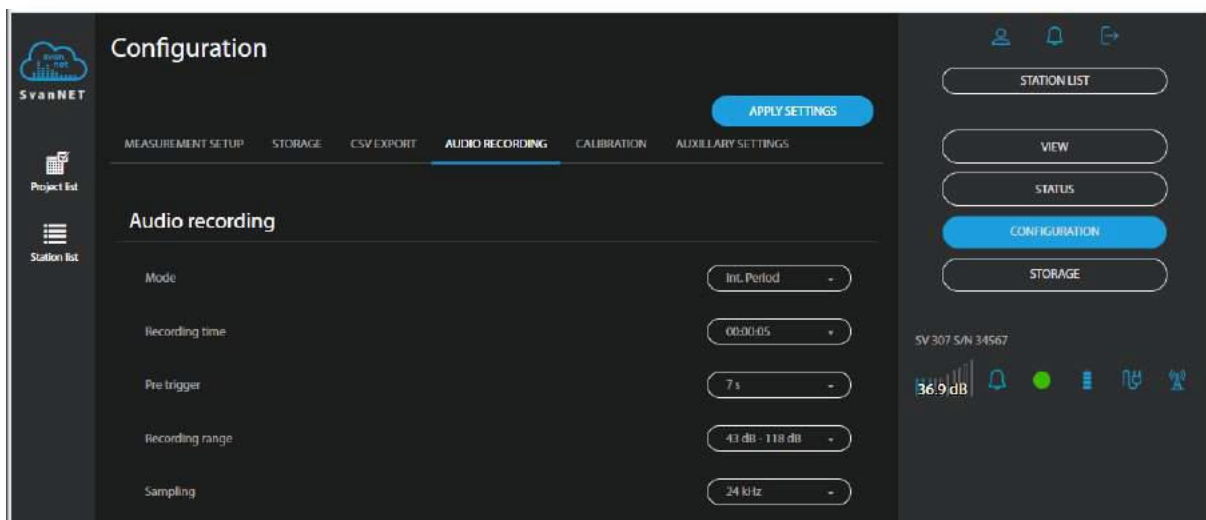 svan
net
SvanNET
Project list
Station list
Configuration
APPLY SETTINGS
MEASUREMENT SETUP STORAGE CSV EXPORT AUDIO RECORDING CALIBRATION AUXILLARY SETTINGS
Audio recording
Mode Int. Period
Recording time 00:00:05
Pre trigger 7 s
Recording range 43 dB - 118 dB
Sampling 24 kHz
STATION LIST
VIEW
STATUS
CONFIGURATION
STORAGE
SV 307 S/N 34567
36.9 dB